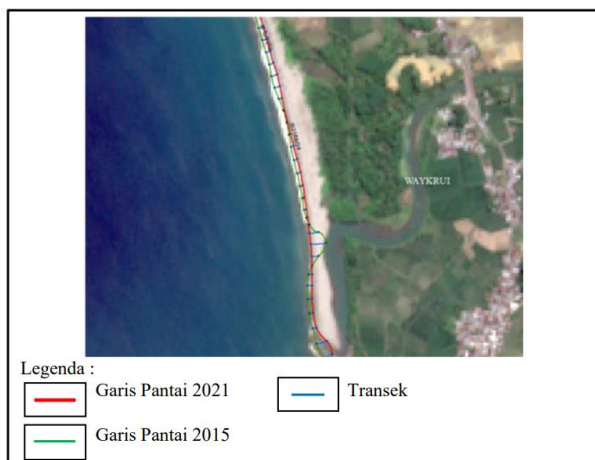 WAYKRUI
Legenda :
Garis Pantai 2021
Transek
Garis Pantai 2015